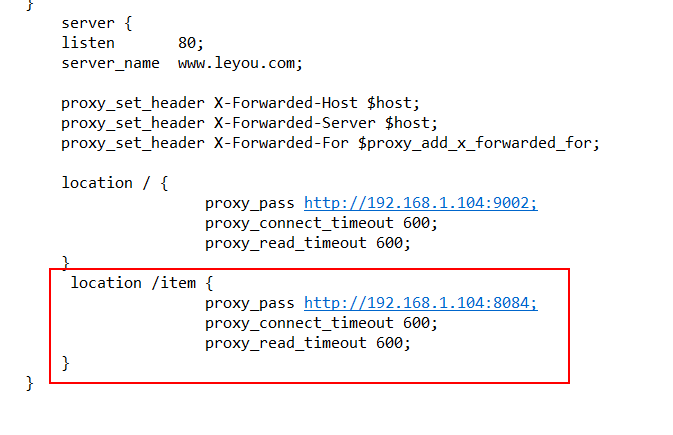 }
server {
listen 80;
server_name www.leyou.com;
proxy_set_header X-Forwarded-Host $host;
proxy_set_header X-Forwarded-Server $host;
proxy_set_header X-Forwarded-For $proxy_add_x_forwarded_for;
location / {
proxy_pass http://192.168.1.104:9002;
proxy_connect_timeout 600;
proxy_read_timeout 600;
}
location /item {
proxy_pass http://192.168.1.104:8084;
proxy_connect_timeout 600;
proxy_read_timeout 600;
}
}